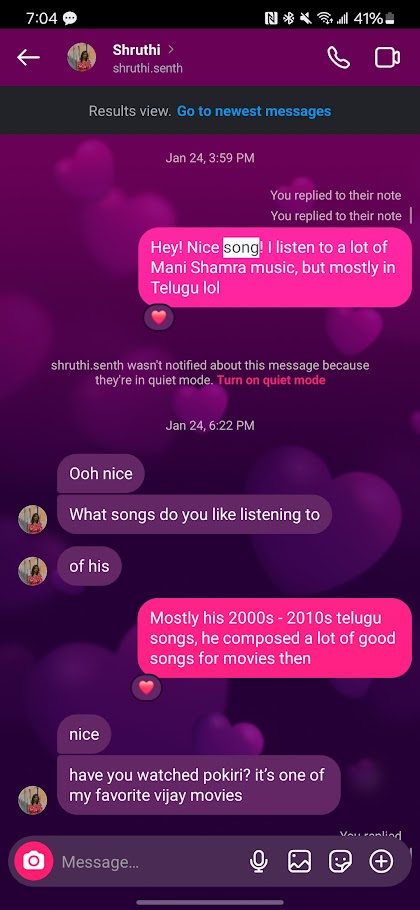 7:04
41%
Shruthi
shruthi.senth
Results view. Go to newest messages
Jan 24, 3:59 PM
You replied to their note
You replied to their note
Hey! Nice song! I listen to a lot of
Mani Shamra music, but mostly in
Telugu lol
shruthi.senth wasn't notified about this message because
they're in quiet mode. Turn on quiet mode
Jan 24, 6:22 PM
Ooh nice
What songs do you like listening to
of his
Mostly his 2000s - 2010s telugu
songs, he composed a lot of good
songs for movies then
nice
have you watched pokiri? it's one of
my favorite vijay movies
You replied
Message...